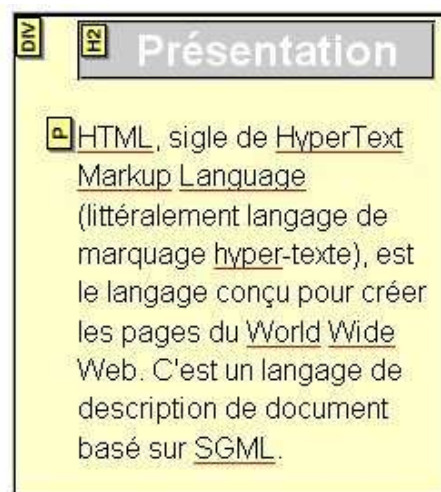 DIV
H2 Présentation
P HTML, sigle de HyperText
Markup Language
(littéralement langage de
marquage hyper-texte), est
le langage conçu pour créer
les pages du World Wide
Web. C'est un langage de
description de document
basé sur SGML.